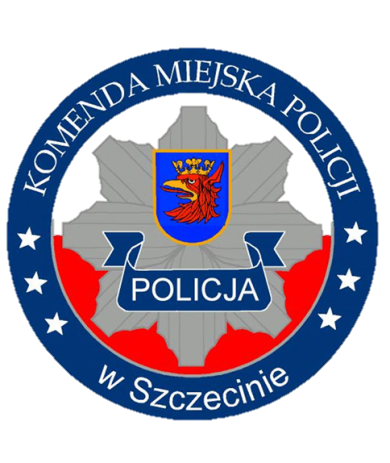 KOMENDA MIEJSKA POLICJI
POLICJA
w Szczecinie